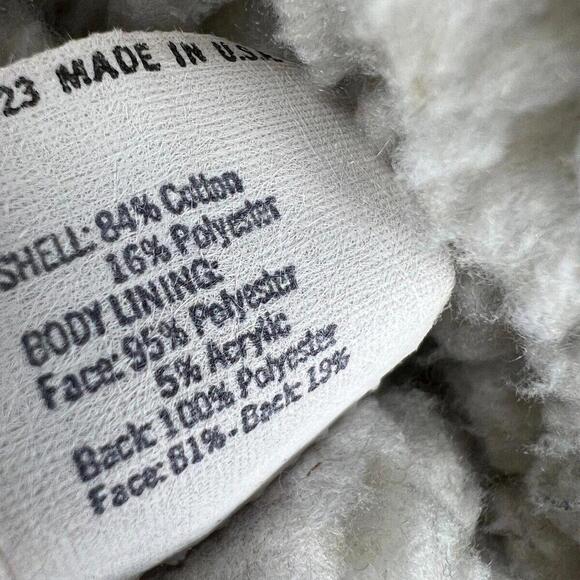 23 MADE IN U.S.A.
SHELL: 84% Cotton
16% Polyester
BODY LINING:
Face: 95% Polyester
5% Acrylic
Back: 100% Polyester
Face: 81% - Back: 19%